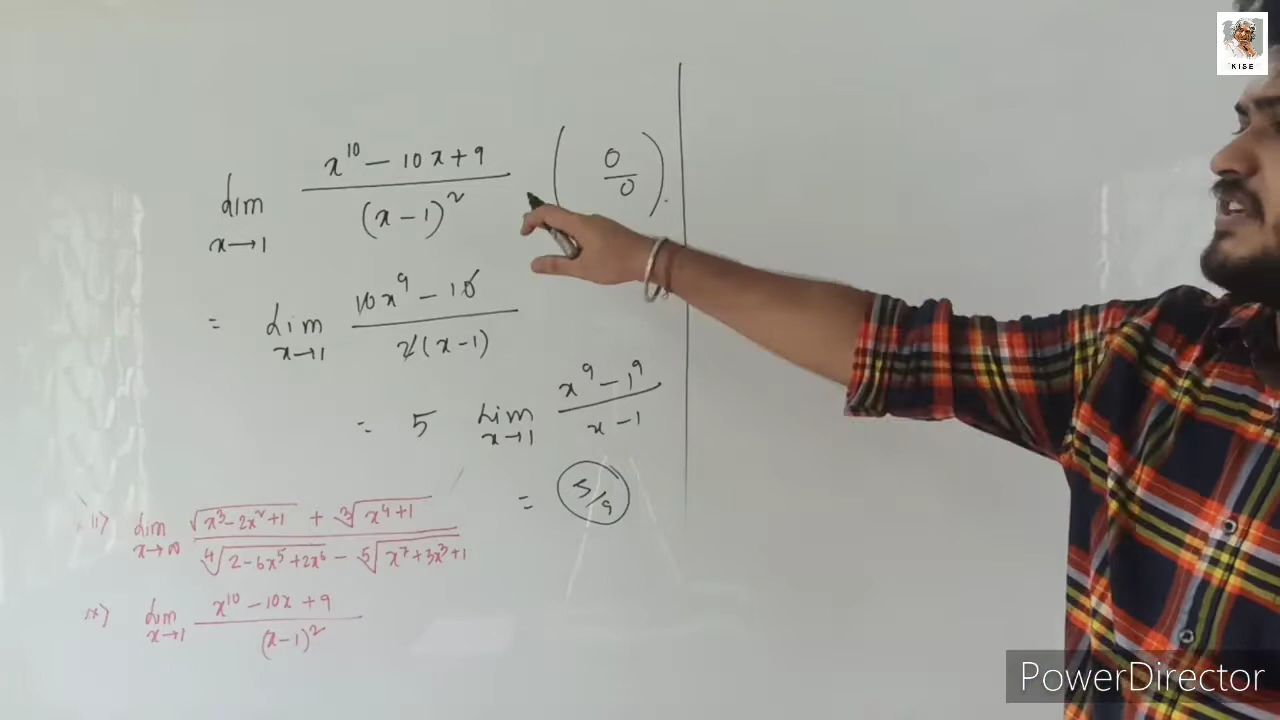 KISE
lim x→1 x^10 − 10x + 9 / (x − 1)^2 (0/0).
= Lim x→1 10x^9 − 10 / 2(x − 1)
= 5 Lim x→1 x^9 − 1^9 / x − 1
= 5/9
ii) lim x→∞ √(x^3 − 2x^2 + 1) + ∛(x^4 + 1) / ∜(2 − 6x^5 + 2x^6) − ⁵√(x^7 + 3x^3 + 1)
lim x→1 x^10 − 10x + 9 / (x − 1)^2
PowerDirector